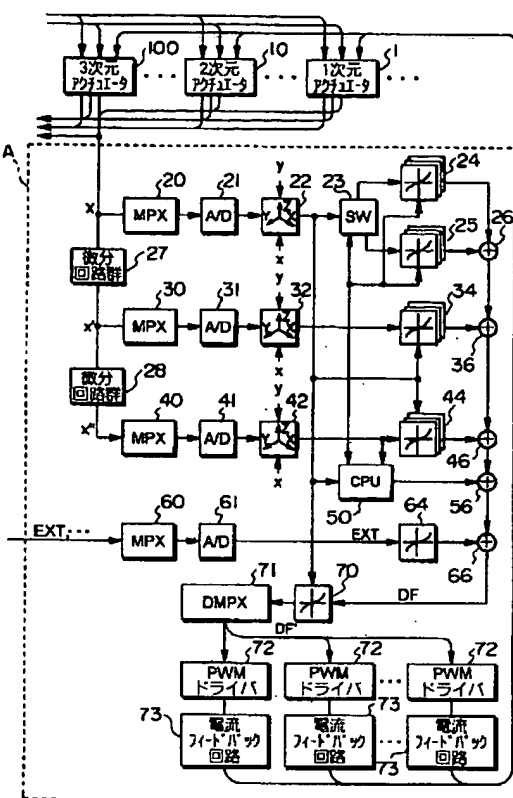 100
10
1
3次元
アクチュエータ
・・・
2次元
アクチュエータ
・・・
1次元
アクチュエータ
・・・
A
20
21
y
22
23
24
x
MPX
A/D
Y
Z
X
SW
25
26
微分
回路群
27
x
y
30
31
32
34
x'
MPX
A/D
Y
Z
X
36
微分
回路群
28
x
y
40
41
42
44
x"
MPX
A/D
Y
Z
X
46
x
CPU
50
56
60
61
64
EXT・・・
MPX
A/D
EXT
66
71
70
DMPX
DF
DF'
72
72
72
PWM
ドライバ
PWM
ドライバ
・・・
PWM
ドライバ
73
73
電流
フィードバック
回路
電流
フィードバック
回路
・・・
73
電流
フィードバック
回路